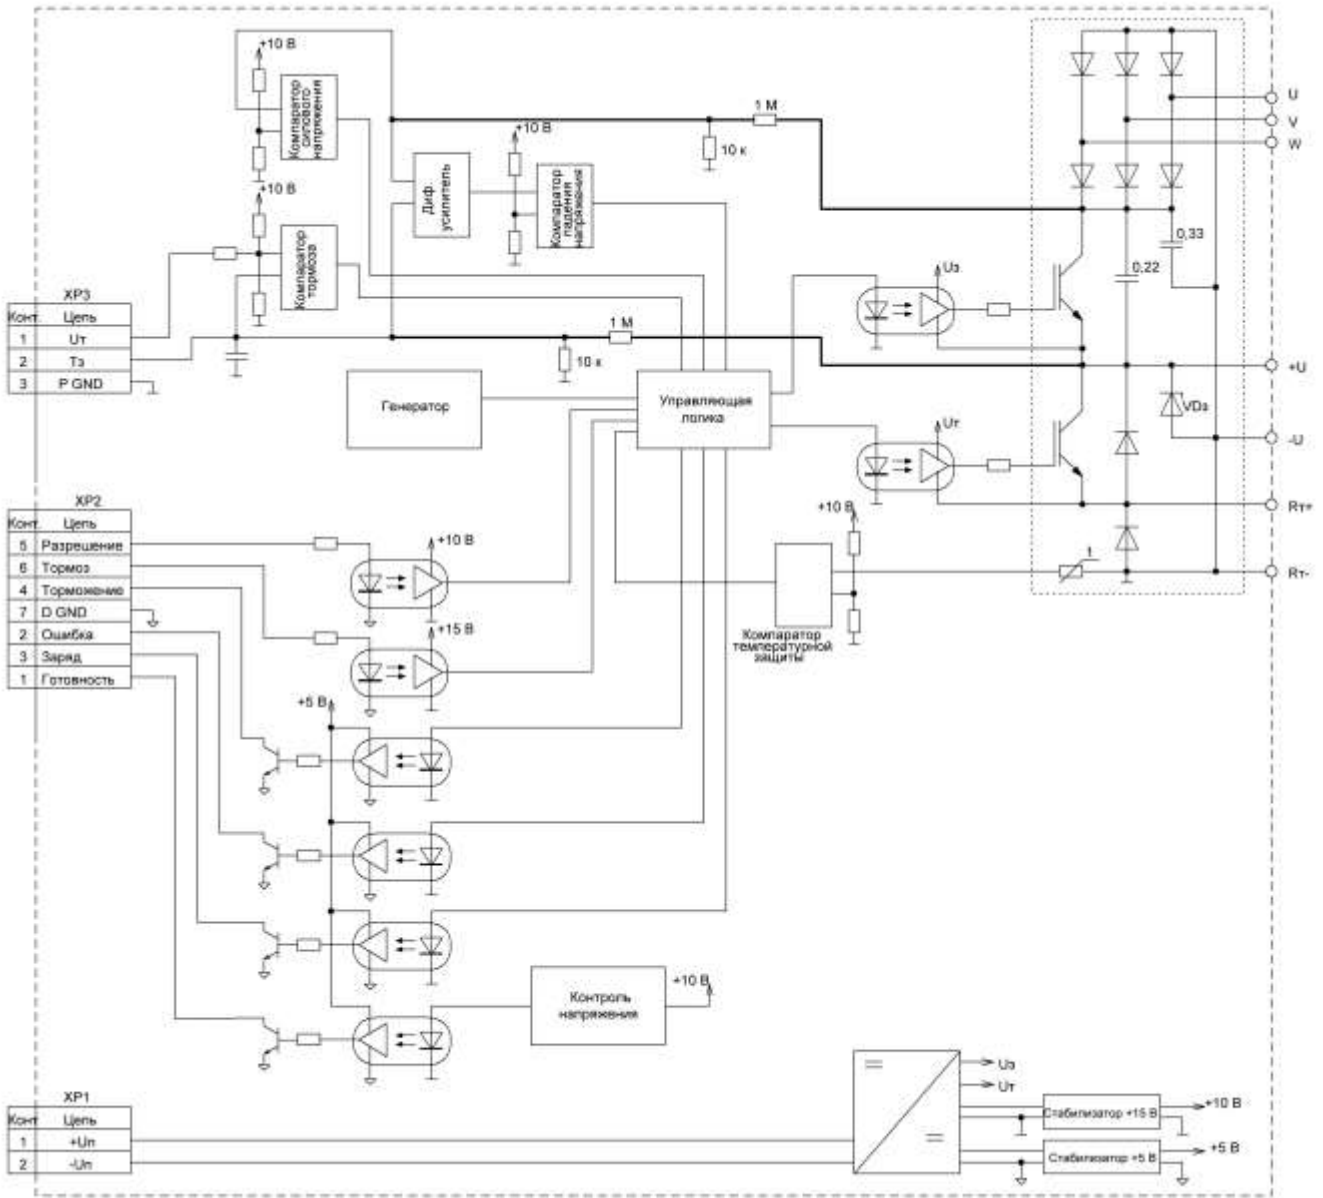 +10 В
Компаратор
силового
напряжения
+10 В
Компаратор
тормоза
Диф.
усилитель
+10 В
Компаратор
падения
напряжения
1 М
10 к
U
V
W
0,33
0,22
Uз
+U
VDз
-U
Uт
Rт+
Rт-
t
XP3
Конт. Цепь
1 Uт
2 Тз
3 P GND
1 М
10 к
Генератор
Управляющая
логика
+10 В
Компаратор
температурной
защиты
XP2
Конт. Цепь
5 Разрешение
6 Тормоз
4 Торможение
7 D GND
2 Ошибка
3 Заряд
1 Готовность
+10 В
+15 В
+5 В
Контроль
напряжения
+10 В
XP1
Конт Цепь
1 +Uп
2 -Uп
Uз
Uт
Стабилизатор +15 В
+10 В
Стабилизатор +5 В
+5 В